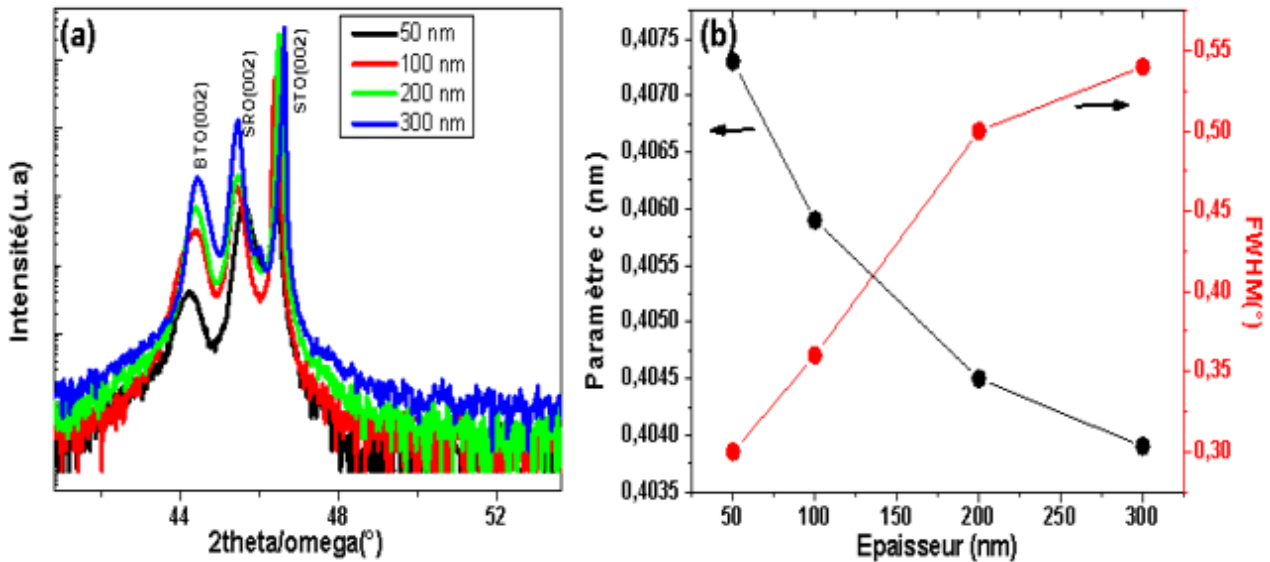 (a)
50 nm
100 nm
200 nm
300 nm
BTO(002)
SRO(002)
STO(002)
Intensité(u.a)
44
48
52
2theta/omega(°)
(b)
0,4075
0,4070
0,4065
0,4060
0,4055
0,4050
0,4045
0,4040
0,4035
Paramètre c (nm)
50
100
150
200
250
300
Epaisseur (nm)
0,55
0,50
0,45
0,40
0,35
0,30
FWHM(°)